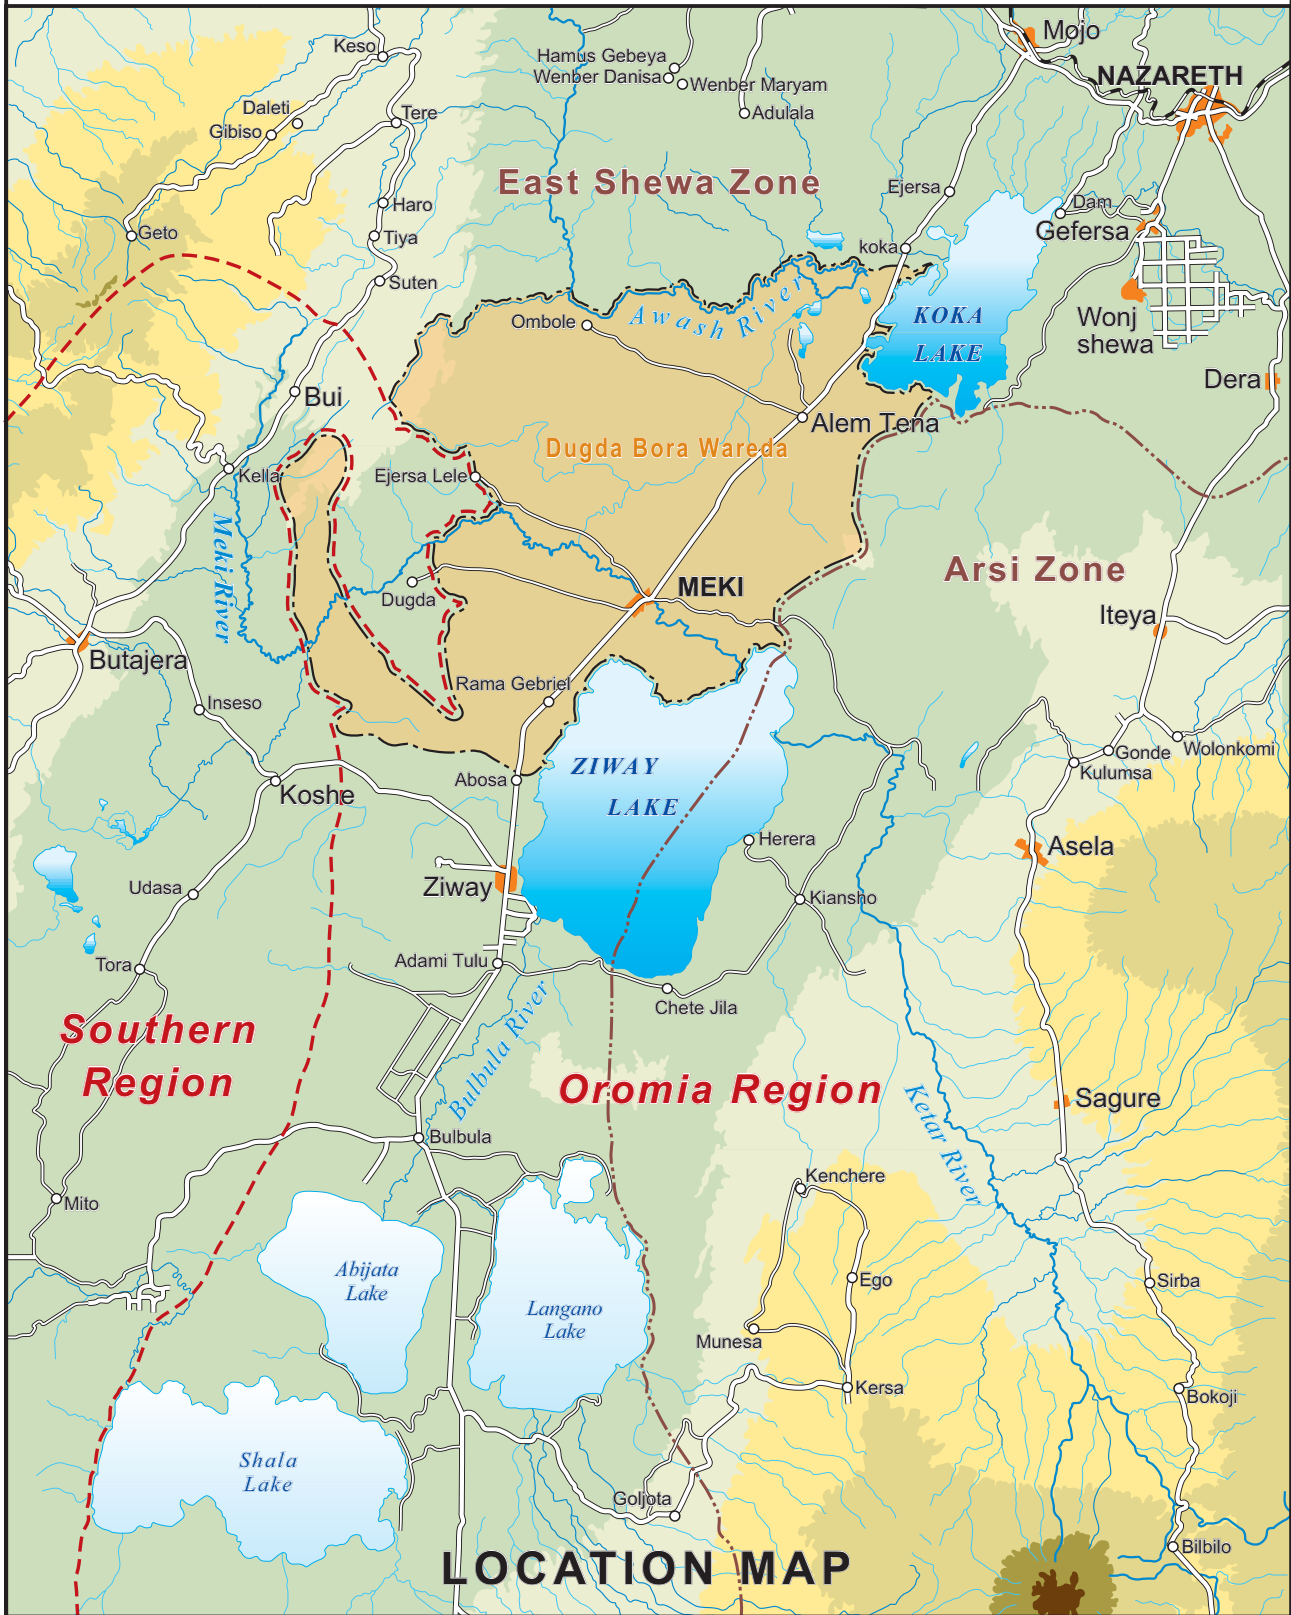 Mojo
Keso
Hamus Gebeya
Wenber Danisa
Wenber Maryam
NAZARETH
Daleti
Gibiso
Tere
Adulala
East Shewa Zone
Ejersa
Haro
Dam
Gefersa
Geto
Tiya
koka
Suten
Ombole
Awash River
KOKA
LAKE
Wonj
shewa
Dera
Bui
Alem Tena
Dugda Bora Wareda
Kella
Ejersa Lele
Meki River
Arsi Zone
MEKI
Dugda
Iteya
Butajera
Rama Gebriel
Inseso
Wolonkomi
Gonde
Kulumsa
ZIWAY
LAKE
Abosa
Koshe
Herera
Asela
Ziway
Udasa
Kiansho
Adami Tulu
Tora
Chete Jila
Bulbula River
Southern
Region
Oromia Region
Sagure
Ketar River
Bulbula
Kenchere
Mito
Abijata
Lake
Ego
Sirba
Langano
Lake
Munesa
Kersa
Bokoji
Shala
Lake
Goljota
Bilbilo
LOCATION MAP